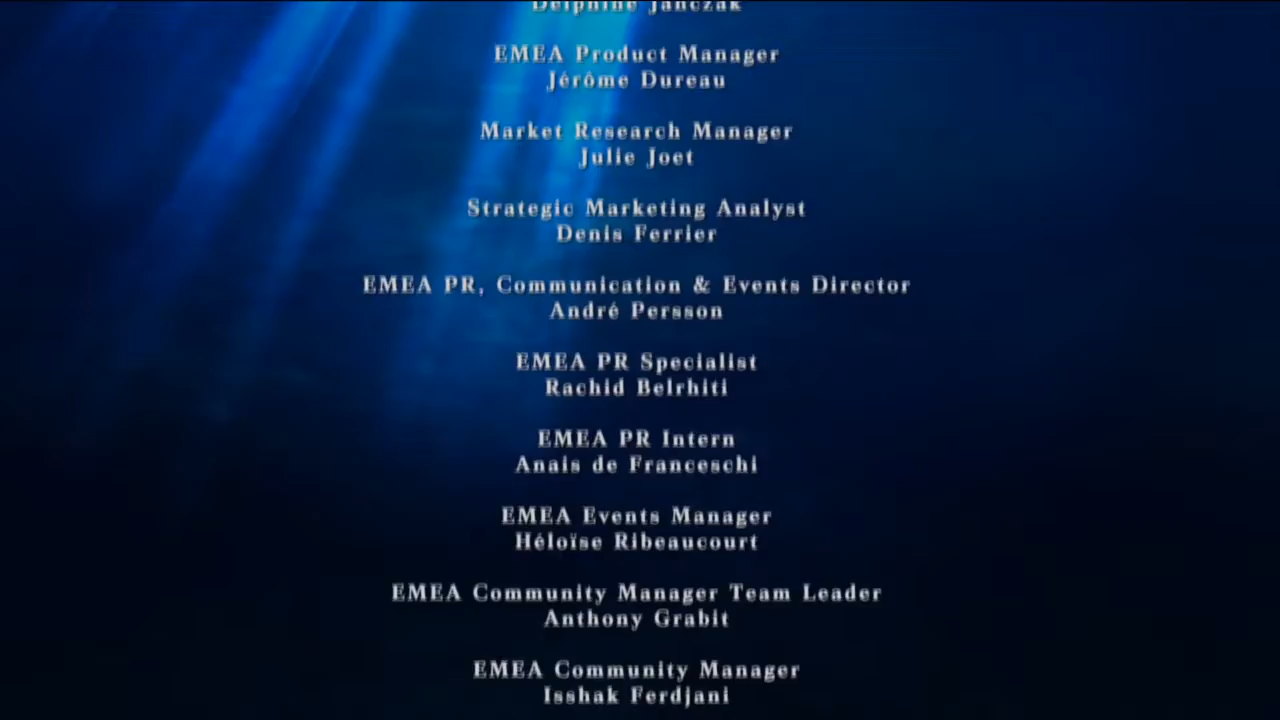 Delphine Janczak
EMEA Product Manager
Jérôme Dureau
Market Research Manager
Julie Joet
Strategic Marketing Analyst
Denis Ferrier
EMEA PR, Communication & Events Director
André Persson
EMEA PR Specialist
Rachid Belrhiti
EMEA PR Intern
Anais de Franceschi
EMEA Events Manager
Héloïse Ribeaucourt
EMEA Community Manager Team Leader
Anthony Grabit
EMEA Community Manager
Isshak Ferdjani